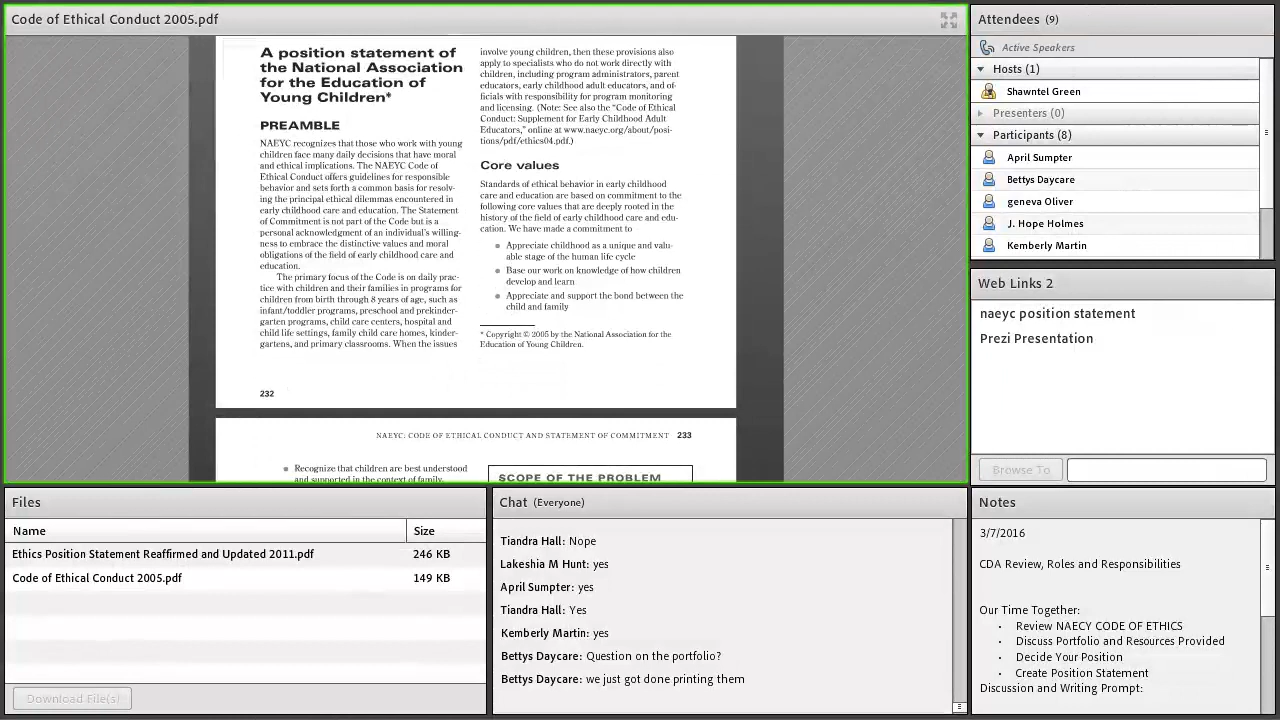 Code of Ethical Conduct 2005.pdf
A position statement of
the National Association
for the Education of
Young Children*
PREAMBLE
NAEYC recognizes that those who work with young
children face many daily decisions that have moral
and ethical implications. The NAEYC Code of
Ethical Conduct offers guidelines for responsible
behavior and sets forth a common basis for resolv-
ing the principal ethical dilemmas encountered in
early childhood care and education. The Statement
of Commitment is not part of the Code but is a
personal acknowledgment of an individual's willing-
ness to embrace the distinctive values and moral
obligations of the field of early childhood care and
education.
The primary focus of the Code is on daily prac-
tice with children and their families in programs for
children from birth through 8 years of age, such as
infant/toddler programs, preschool and prekinder-
garten programs, child care centers, hospital and
child life settings, family child care homes, kinder-
gartens, and primary classrooms. When the issues
232
involve young children, then these provisions also
apply to specialists who do not work directly with
children, including program administrators, parent
educators, early childhood adult educators, and of-
ficials with responsibility for program monitoring
and licensing. (Note: See also the "Code of Ethical
Conduct: Supplement for Early Childhood Adult
Educators," online at www.naeyc.org/about/posi-
tions/pdf/ethics04.pdf.)
Core values
Standards of ethical behavior in early childhood
care and education are based on commitment to the
following core values that are deeply rooted in the
history of the field of early childhood care and edu-
cation. We have made a commitment to
• Appreciate childhood as a unique and valu-
able stage of the human life cycle
• Base our work on knowledge of how children
develop and learn
• Appreciate and support the bond between the
child and family
* Copyright © 2005 by the National Association for the
Education of Young Children.
NAEYC: CODE OF ETHICAL CONDUCT AND STATEMENT OF COMMITMENT 233
• Recognize that children are best understood
and supported in the context of family,
SCOPE OF THE PROBLEM
Attendees (9)
Active Speakers
Hosts (1)
Shawntel Green
Presenters (0)
Participants (8)
April Sumpter
Bettys Daycare
geneva Oliver
J. Hope Holmes
Kemberly Martin
Web Links 2
naeyc position statement
Prezi Presentation
Browse To
Files
Name Size
Ethics Position Statement Reaffirmed and Updated 2011.pdf 246 KB
Code of Ethical Conduct 2005.pdf 149 KB
Download File(s)
Chat (Everyone)
Tiandra Hall: Nope
Lakeshia M Hunt: yes
April Sumpter: yes
Tiandra Hall: Yes
Kemberly Martin: yes
Bettys Daycare: Question on the portfolio?
Bettys Daycare: we just got done printing them
Notes
3/7/2016
CDA Review, Roles and Responsibilities
Our Time Together:
• Review NAECY CODE OF ETHICS
• Discuss Portfolio and Resources Provided
• Decide Your Position
• Create Position Statement
Discussion and Writing Prompt: